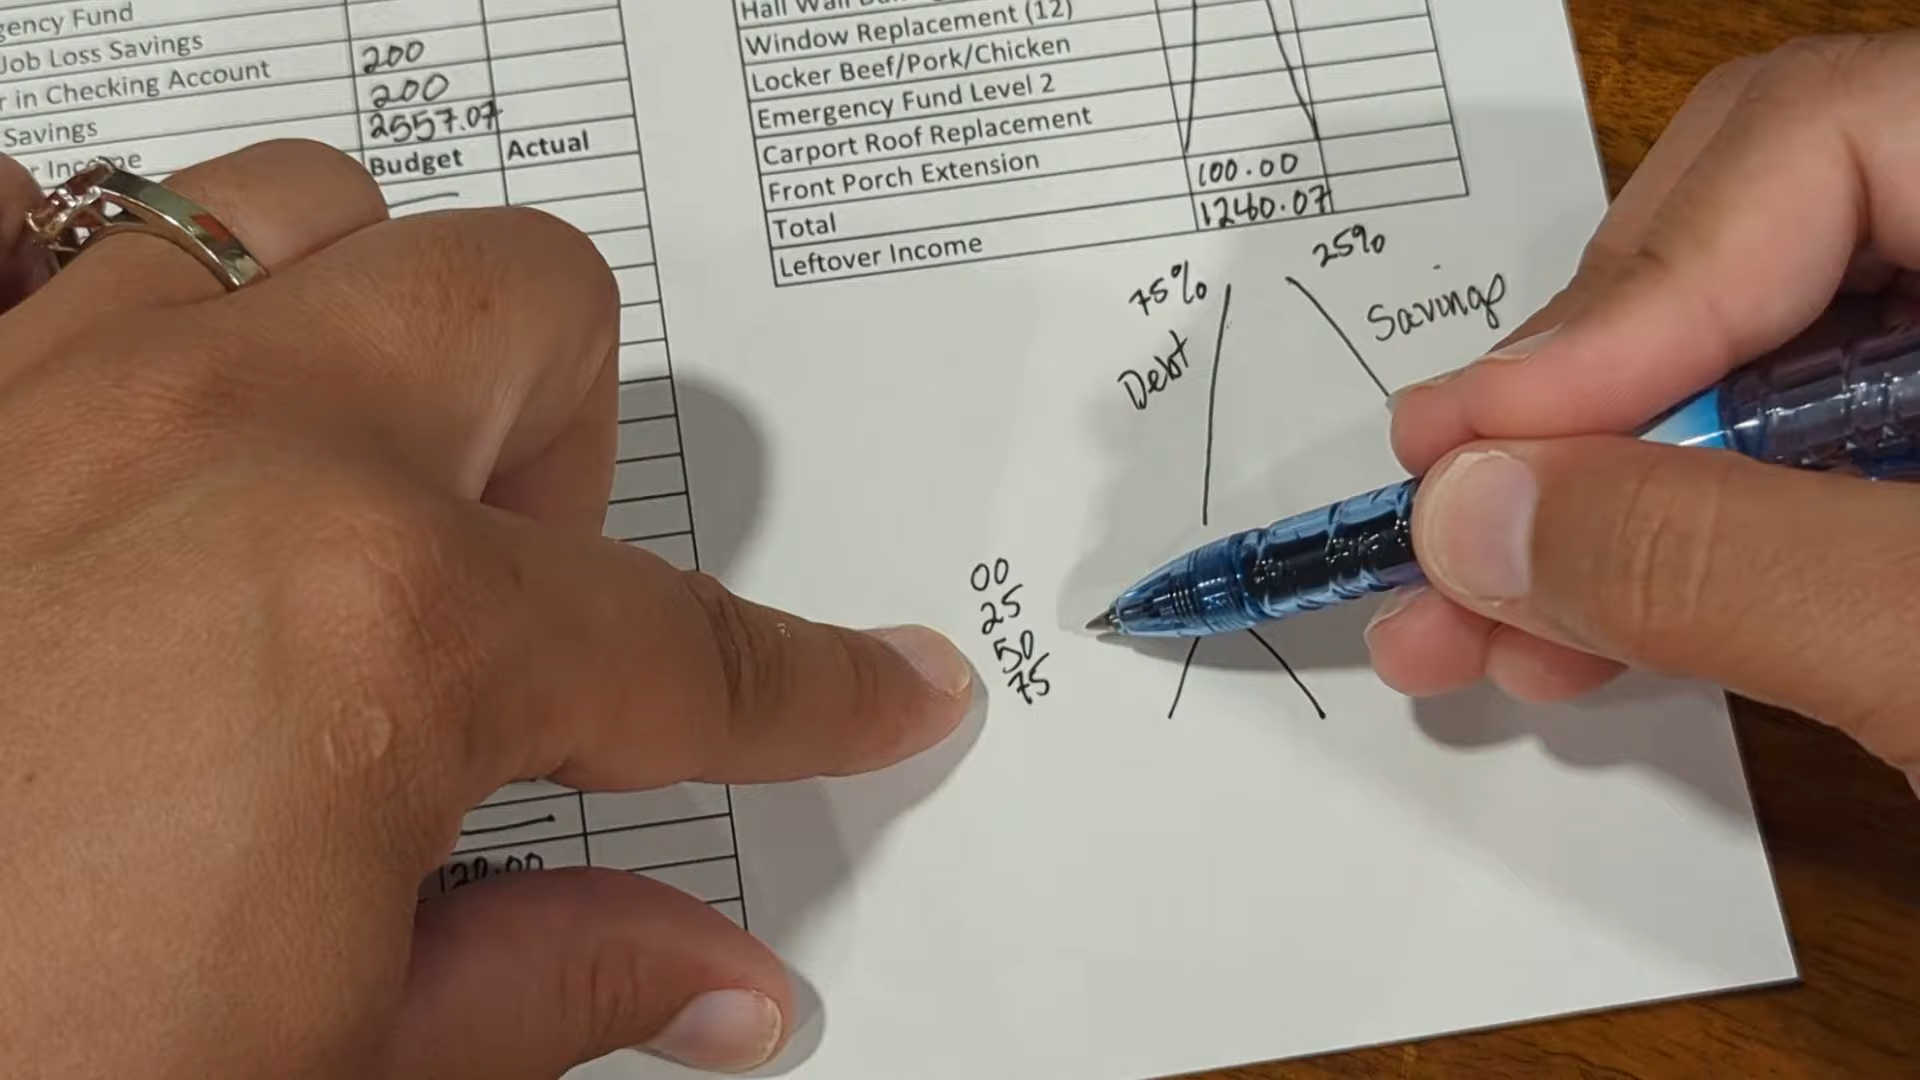 gency Fund
Job Loss Savings 200
r in Checking Account 200
Savings 2557.07
r Income Budget Actual
120.00
Hall Wall
Window Replacement (12)
Locker Beef/Pork/Chicken
Emergency Fund Level 2
Carport Roof Replacement
Front Porch Extension
Total 100.00
Leftover Income 1260.07
75% 25%
Debt Savings
00
25
50
75